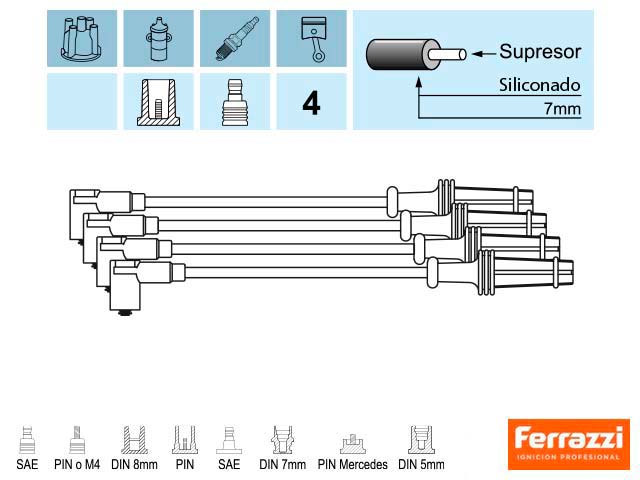 Supresor
Siliconado
7mm
4
SAE PIN o M4 DIN 8mm PIN SAE DIN 7mm PIN Mercedes DIN 5mm
Ferrazzi
IGNICION PROFESIONAL